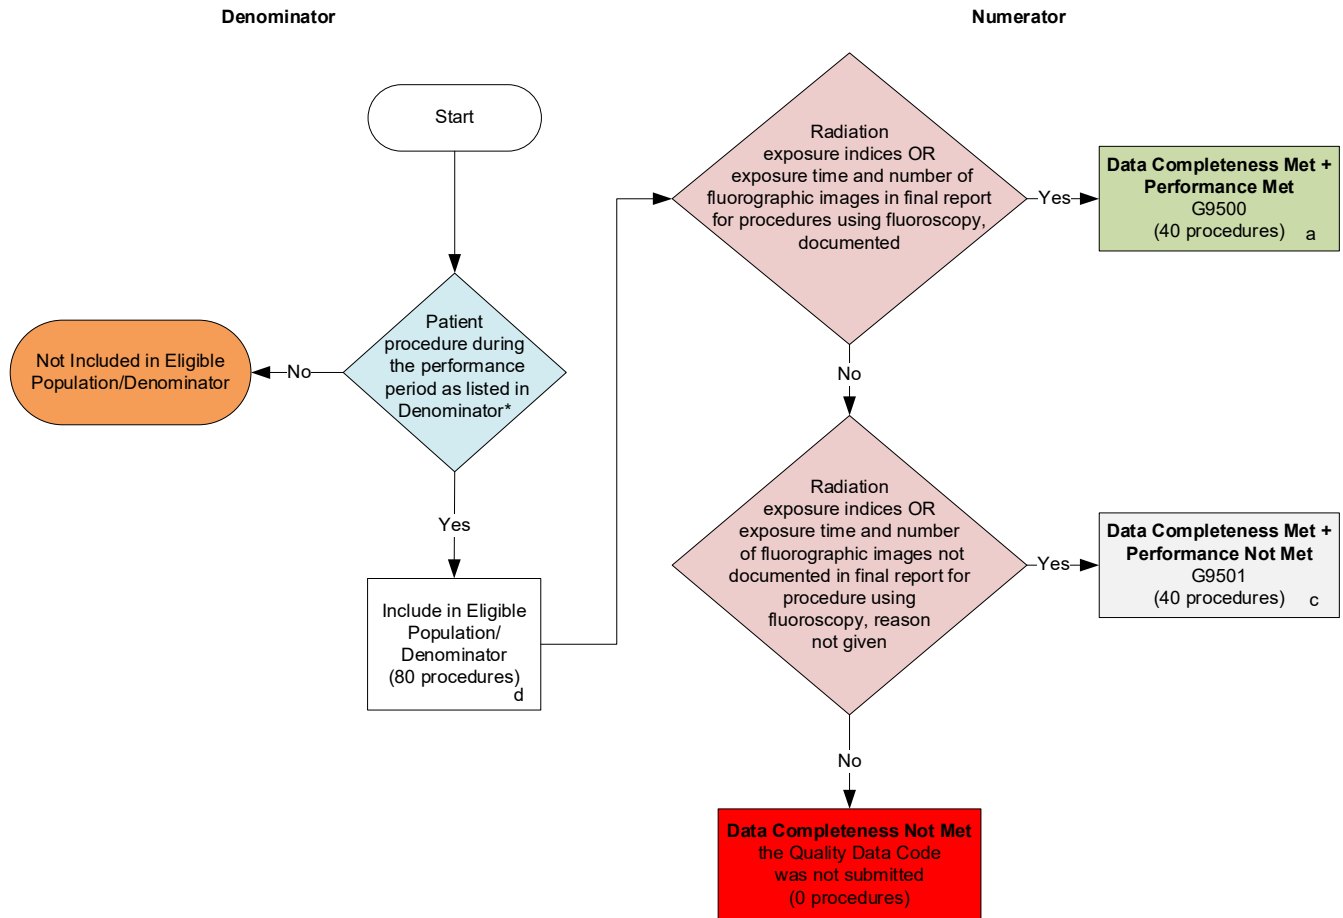 Denominator
Numerator
Start
Patient
procedure during
the performance
period as listed in
Denominator*
No
Not Included in Eligible
Population/Denominator
Yes
Include in Eligible
Population/
Denominator
(80 procedures)
d
Radiation
exposure indices OR
exposure time and number of
fluorographic images in final report
for procedures using fluoroscopy,
documented
Yes
Data Completeness Met +
Performance Met
G9500
(40 procedures)
a
No
Radiation
exposure indices OR
exposure time and number
of fluorographic images not
documented in final report for
procedure using
fluoroscopy, reason
not given
Yes
Data Completeness Met +
Performance Not Met
G9501
(40 procedures)
c
No
Data Completeness Not Met
the Quality Data Code
was not submitted
(0 procedures)